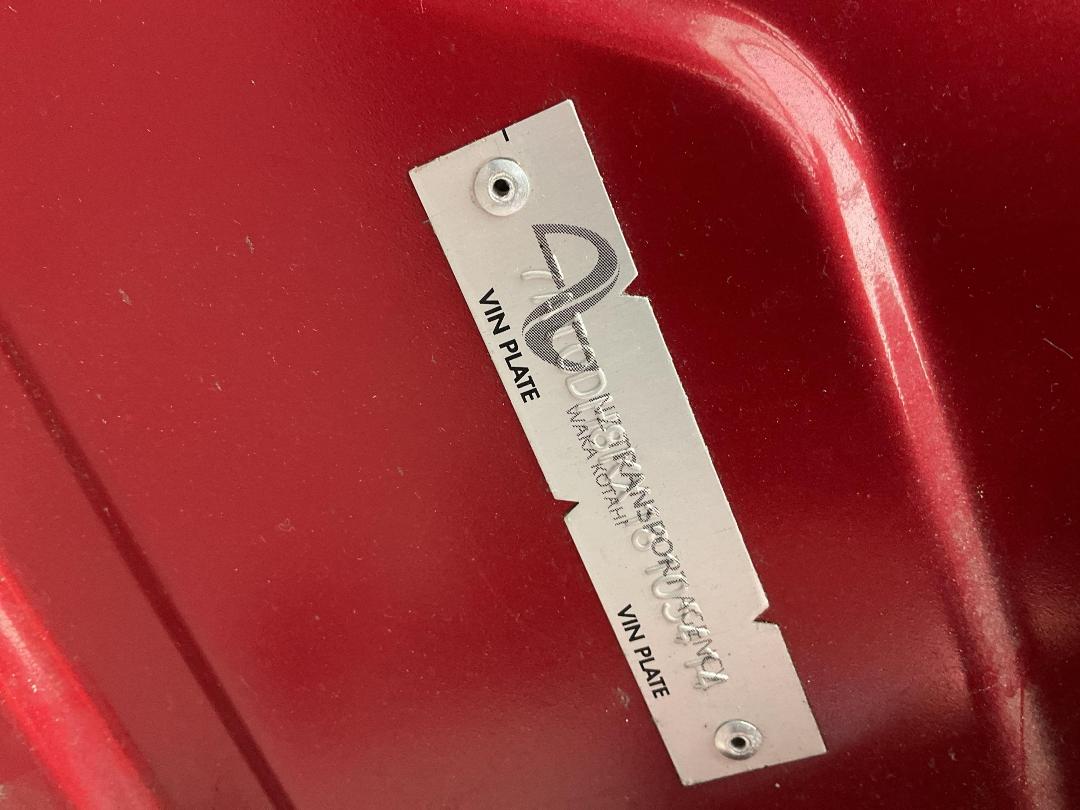 VIN PLATE
NZ TRANSPORT AGENCY
WAKA KOTAHI
VIN PLATE